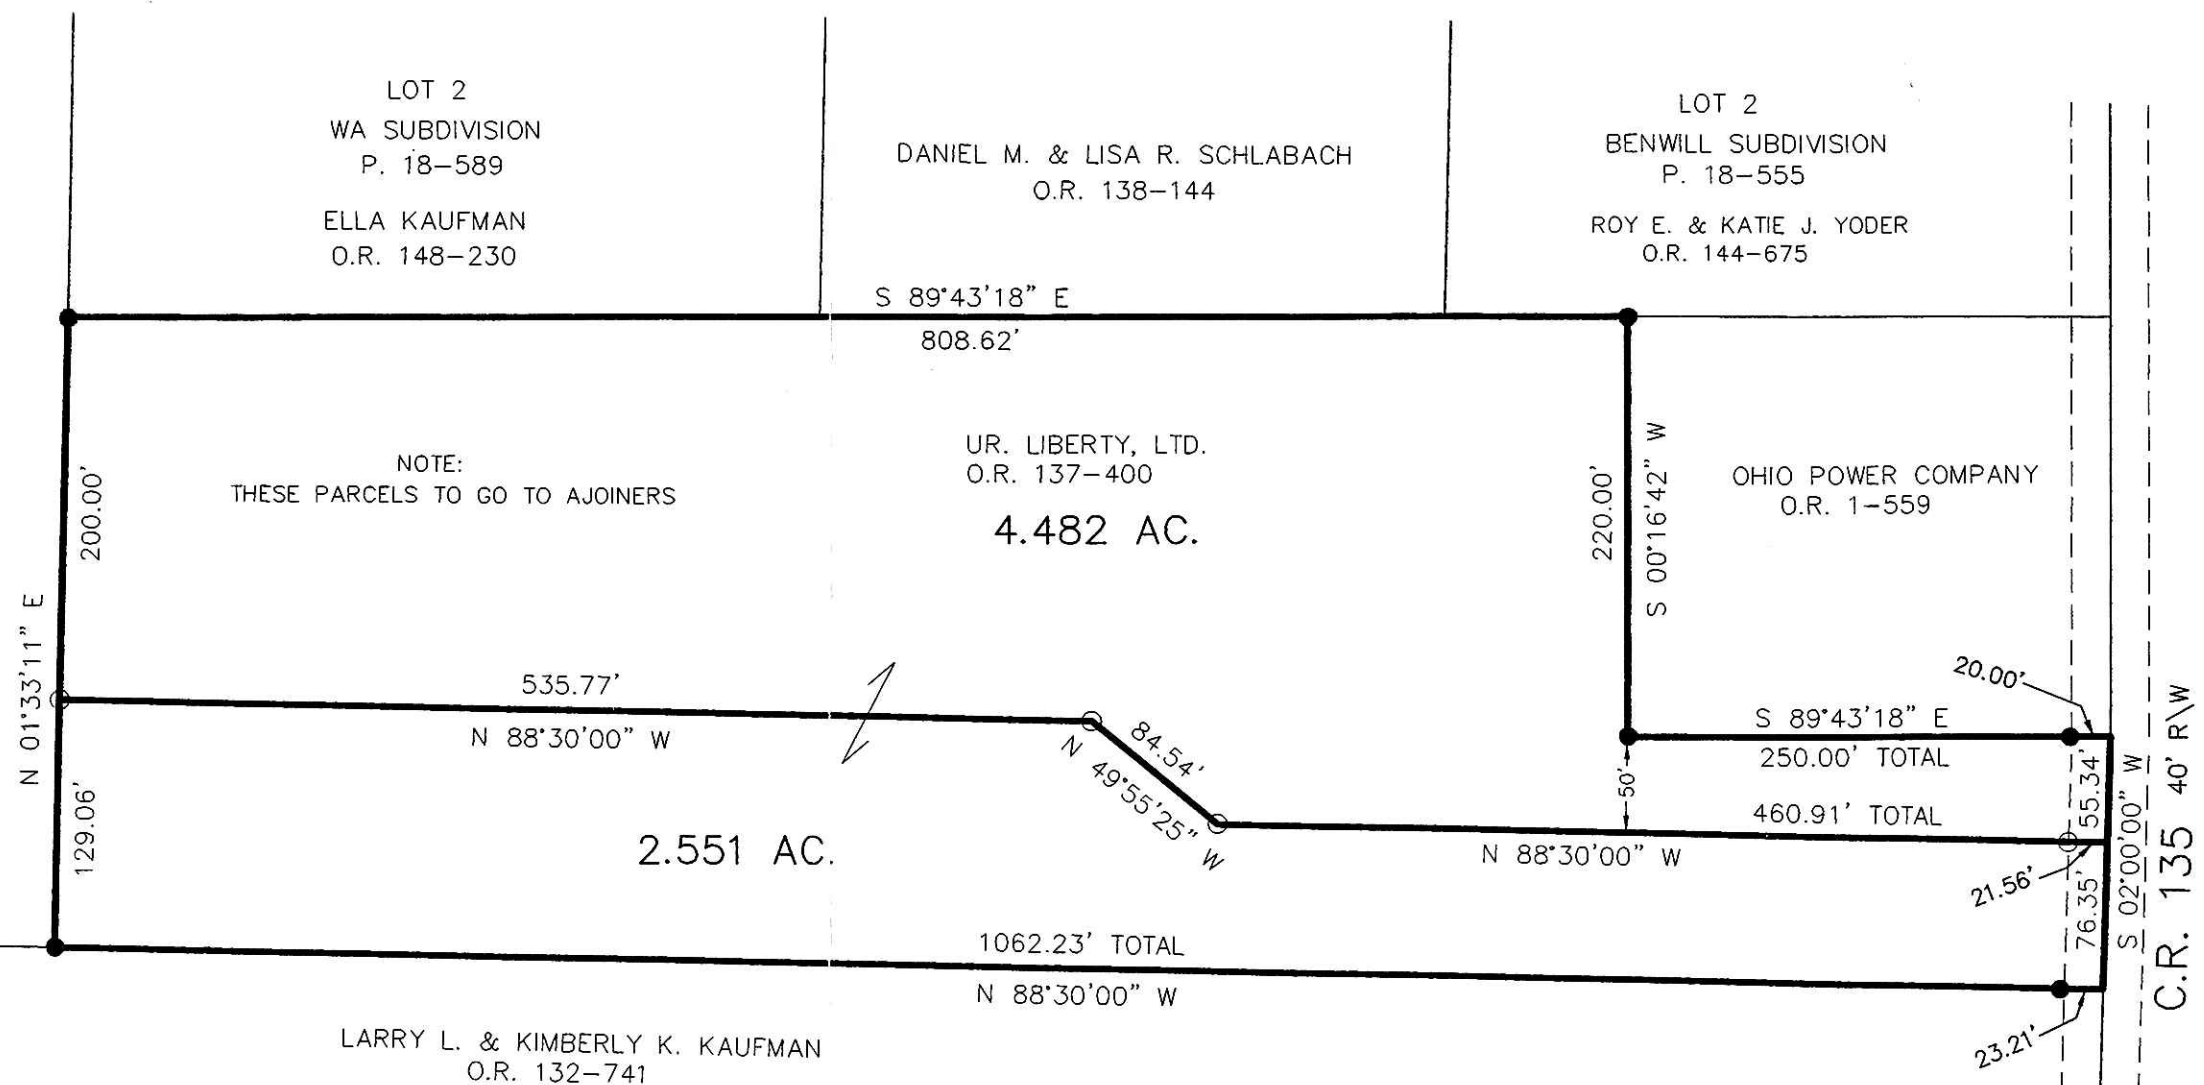 LOT 2
WA SUBDIVISION
P. 18-589
ELLA KAUFMAN
O.R. 148-230
DANIEL M. & LISA R. SCHLABACH
O.R. 138-144
LOT 2
BENWILL SUBDIVISION
P. 18-555
ROY E. & KATIE J. YODER
O.R. 144-675
S 89°43'18" E
808.62'
NOTE:
THESE PARCELS TO GO TO AJOINERS
UR. LIBERTY, LTD.
O.R. 137-400
4.482 AC.
OHIO POWER COMPANY
O.R. 1-559
200.00'
N 01°33'11" E
129.06'
220.00'
S 00°16'42" W
535.77'
N 88°30'00" W
84.54'
N 49°55'25" W
50'
20.00'
S 89°43'18" E
250.00' TOTAL
55.34'
460.91' TOTAL
N 88°30'00" W
21.56'
76.35'
S 02°00'00" W
C.R. 135 40' R\W
2.551 AC.
1062.23' TOTAL
N 88°30'00" W
23.21'
LARRY L. & KIMBERLY K. KAUFMAN
O.R. 132-741